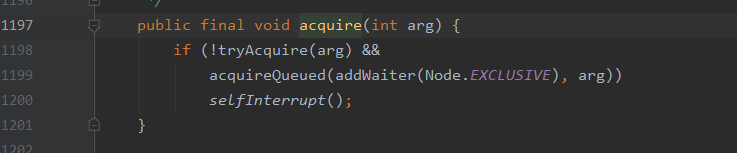 1196 */
1197 public final void acquire(int arg) {
1198 if (!tryAcquire(arg) &&
1199 acquireQueued(addWaiter(Node.EXCLUSIVE), arg))
1200 selfInterrupt();
1201 }
1202